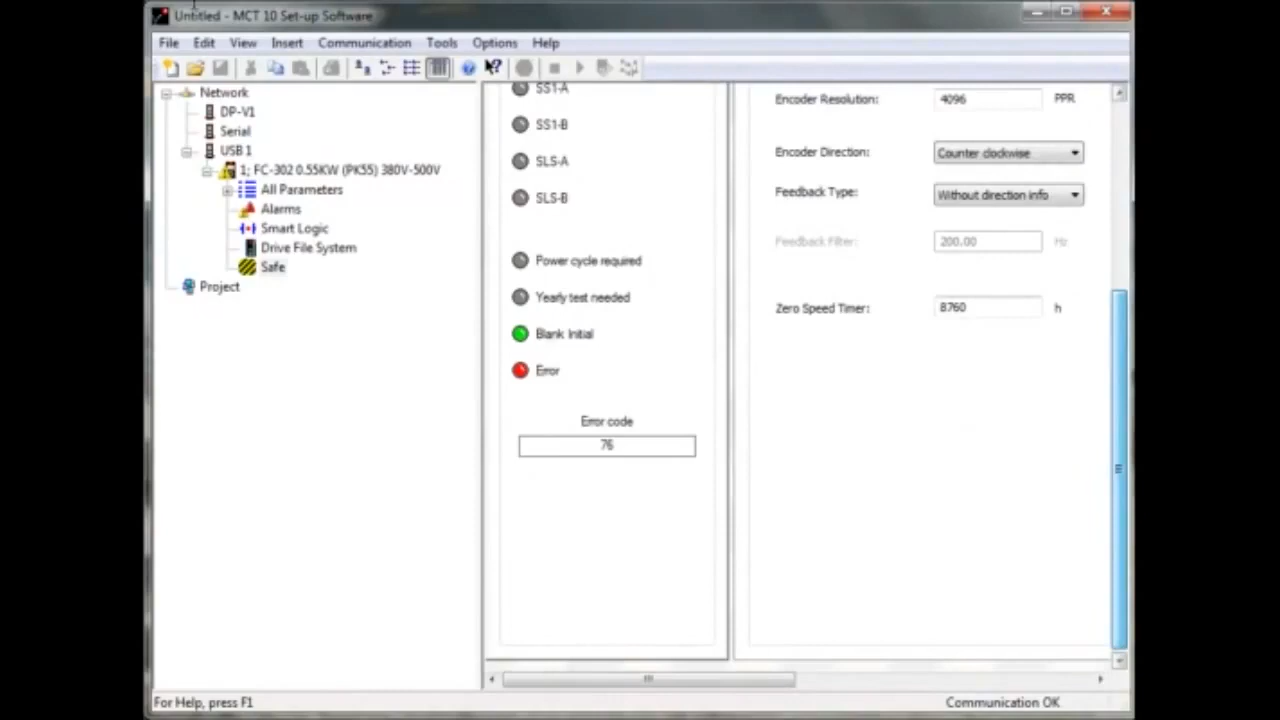 Untitled - MCT 10 Set-up Software
File Edit View Insert Communication Tools Options Help
Network
DP-V1
Serial
USB 1
1; FC-302 0.55KW (PK55) 380V-500V
All Parameters
Alarms
Smart Logic
Drive File System
Safe
Project
SS1-A
SS1-B
SLS-A
SLS-B
Power cycle required
Yearly test needed
Blank Initial
Error
Error code
76
Encoder Resolution: 4096 PPR
Encoder Direction: Counter clockwise
Feedback Type: Without direction info
Feedback Filter: 200.00 Hz
Zero Speed Timer: 8760 h
For Help, press F1
Communication OK